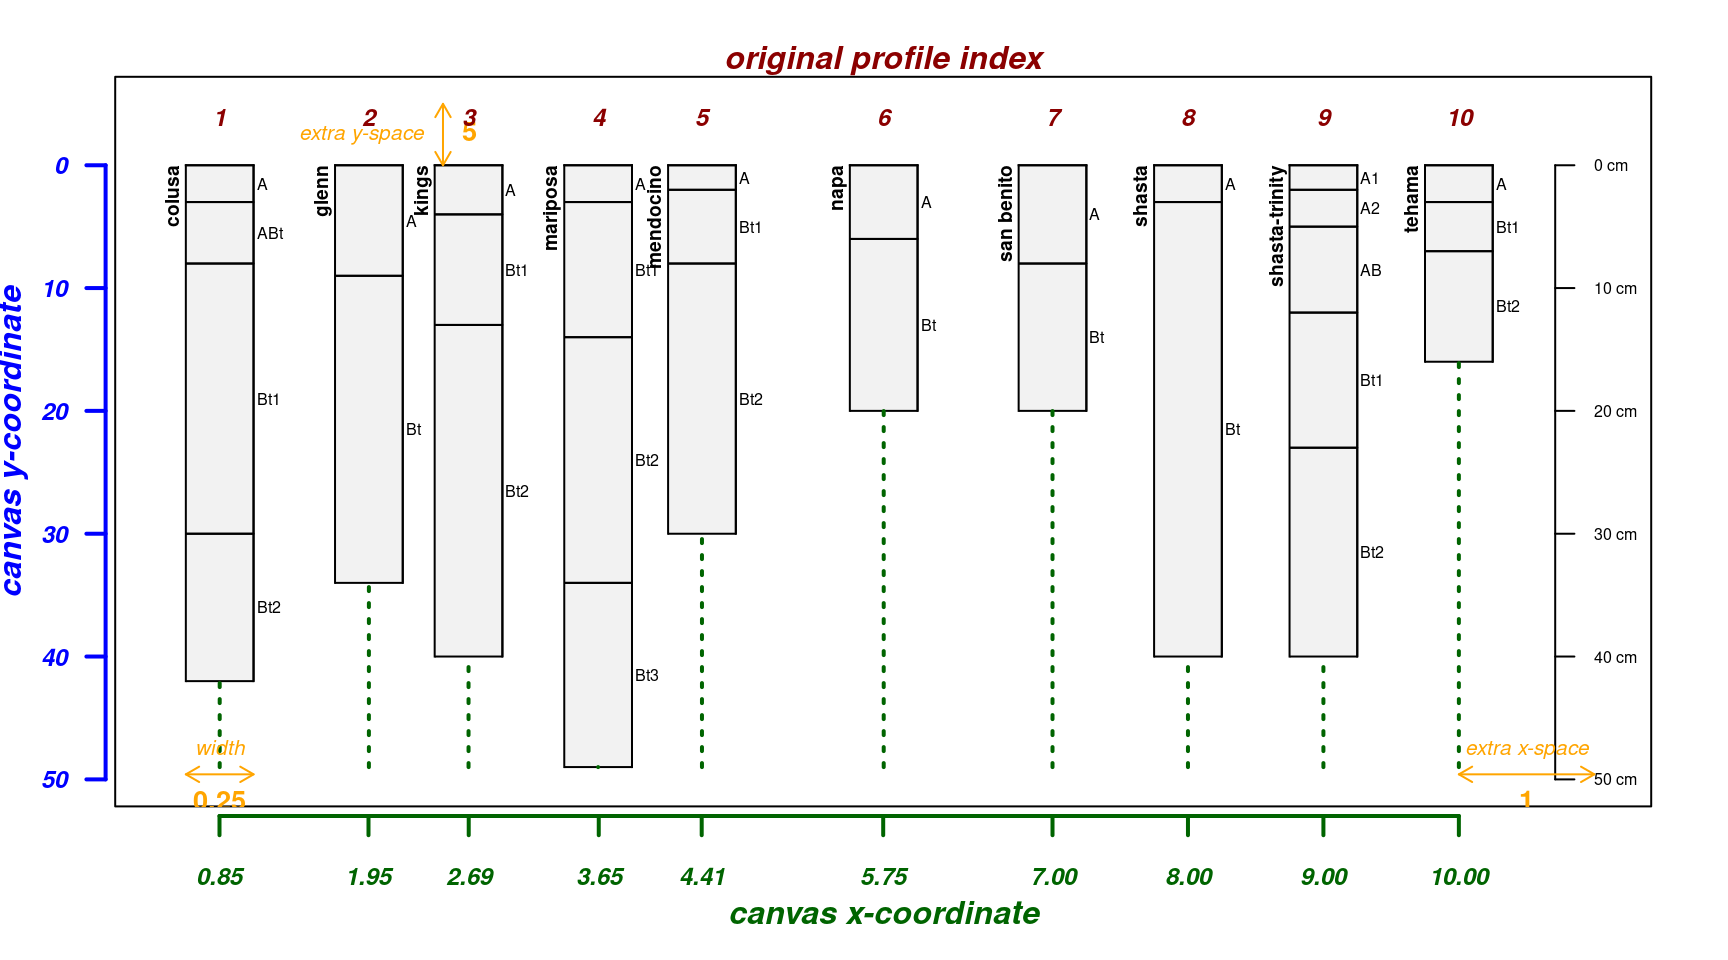 original profile index
1 2 3 4 5 6 7 8 9 10
extra y-space 5
canvas y-coordinate
0
10
20
30
40
50
colusa
A
ABt
Bt1
Bt2
glenn
A
Bt
kings
A
Bt1
Bt2
mariposa
A
Bt1
Bt2
Bt3
mendocino
A
Bt1
Bt2
napa
A
Bt
san benito
A
Bt
shasta
A
Bt
shasta-trinity
A1
A2
AB
Bt1
Bt2
tehama
A
Bt1
Bt2
0 cm
10 cm
20 cm
30 cm
40 cm
50 cm
width
0.25
extra x-space
1
0.85 1.95 2.69 3.65 4.41 5.75 7.00 8.00 9.00 10.00
canvas x-coordinate